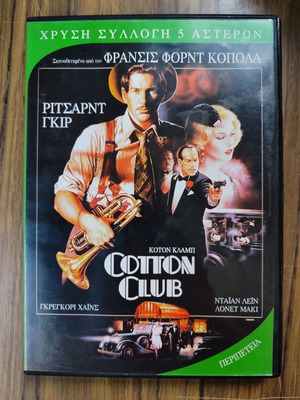 ΧΡΥΣΗ ΣΥΛΛΟΓΗ 5 ΑΣΤΕΡΩΝ
Σκηνοθετημένο από τον ΦΡΑΝΣΙΣ ΦΟΡΝΤ ΚΟΠΟΛΑ
ΡΙΤΣΑΡΝΤ
ΓΚΙΡ
ΚΟΤΟΝ ΚΛΑΜΠ
COTTON
CLUB
ΓΚΡΕΓΚΟΡΙ ΧΑΪΝΣ
ΝΤΑΪΑΝ ΛΕΪΝ
ΛΟΝΕΤ ΜΑΚΙ
ΠΕΡΙΠΕΤΕΙΑ